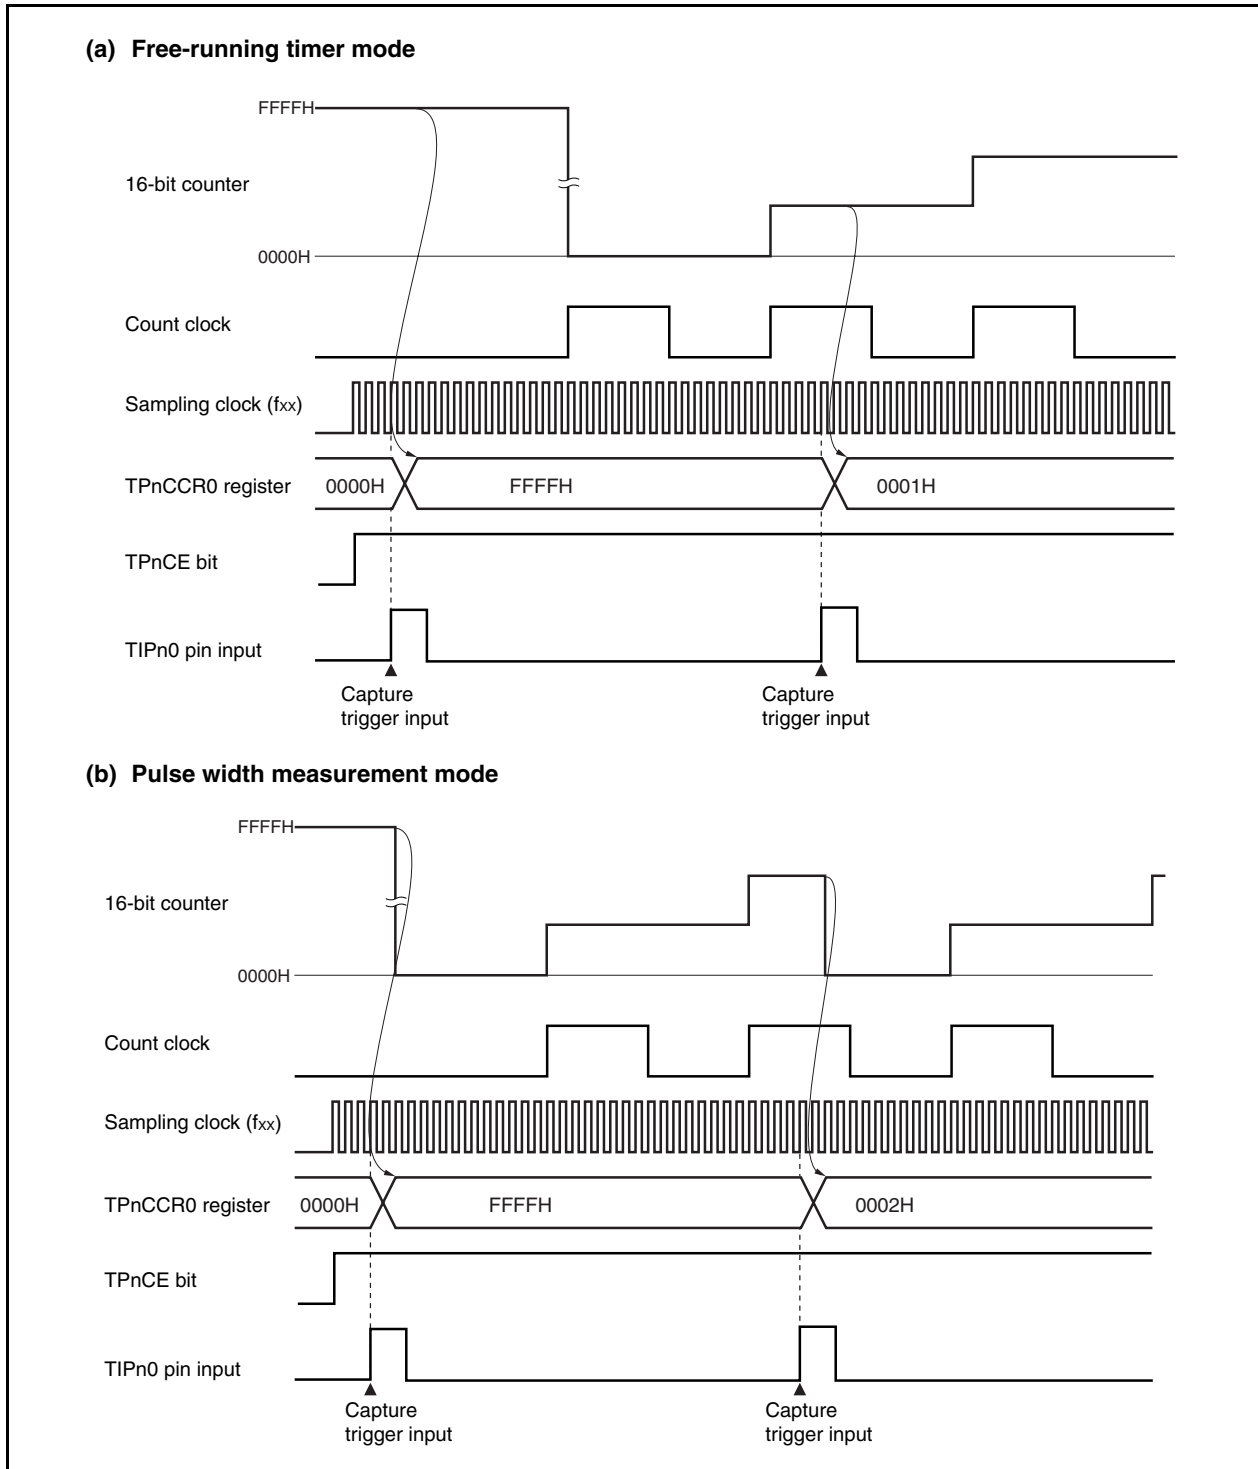 (a) Free-running timer mode
FFFFH
16-bit counter
0000H
Count clock
Sampling clock (fxx)
TPnCCR0 register
0000H
FFFFH
0001H
TPnCE bit
TIPn0 pin input
Capture
trigger input
Capture
trigger input
(b) Pulse width measurement mode
FFFFH
16-bit counter
0000H
Count clock
Sampling clock (fxx)
TPnCCR0 register
0000H
FFFFH
0002H
TPnCE bit
TIPn0 pin input
Capture
trigger input
Capture
trigger input